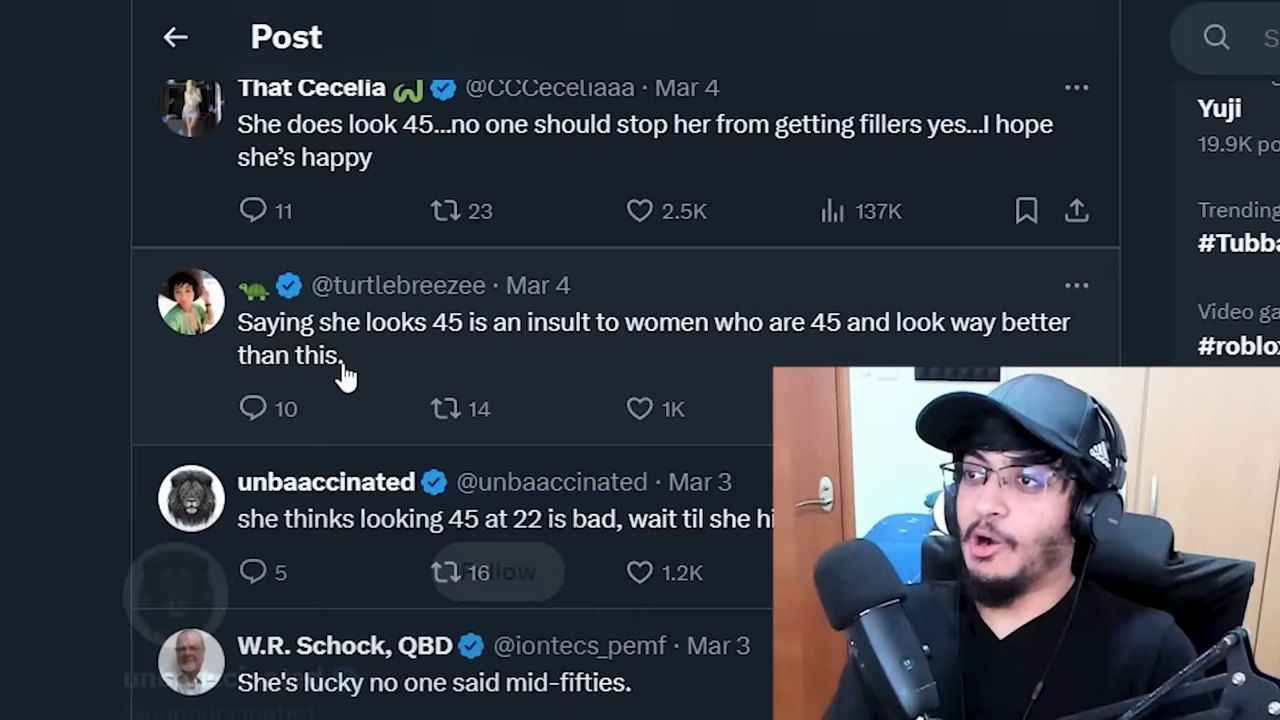 Post
That Cecelia @CCCeceliaaa · Mar 4
She does look 45...no one should stop her from getting fillers yes...I hope
she's happy
11 23 2.5K 137K
@turtlebreezee · Mar 4
Saying she looks 45 is an insult to women who are 45 and look way better
than this.
10 14 1K
unbaaccinated @unbaaccinated · Mar 3
she thinks looking 45 at 22 is bad, wait til she
5 16 1.2K
Follow
W.R. Schock, QBD @iontecs_pemf · Mar 3
She's lucky no one said mid-fifties.
Yuji
19.9K
Trending
#Tubba
Video
#roblox